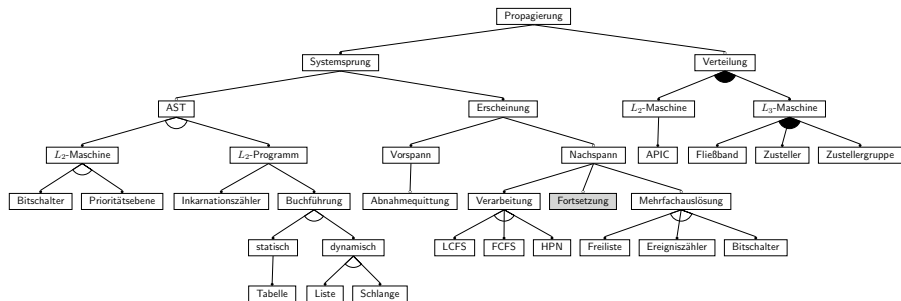 Propagierung
Systemsprung Verteilung
AST Erscheinung L2-Maschine L3-Maschine
L2-Maschine L2-Programm Vorspann Nachspann APIC Fließband Zusteller Zustellergruppe
Bitschalter Prioritätsebene Inkarnationszähler Buchführung Abnahmequittung Verarbeitung Fortsetzung Mehrfachauslösung
statisch dynamisch LCFS FCFS HPN Freiliste Ereigniszähler Bitschalter
Tabelle Liste Schlange